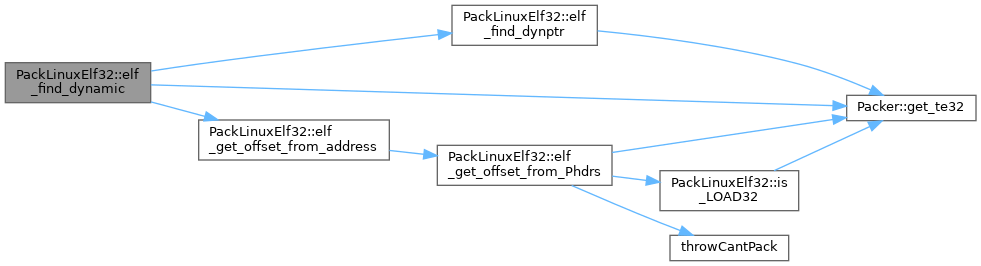 PackLinuxElf32::elf
_find_dynamic
PackLinuxElf32::elf
_find_dynptr
Packer::get_te32
PackLinuxElf32::elf
_get_offset_from_address
PackLinuxElf32::elf
_get_offset_from_Phdrs
PackLinuxElf32::is
_LOAD32
throwCantPack